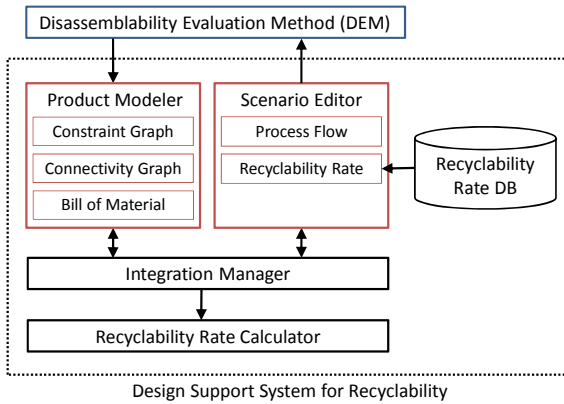 Disassemblability Evaluation Method (DEM)
Product Modeler
Constraint Graph
Connectivity Graph
Bill of Material
Scenario Editor
Process Flow
Recyclability Rate
Recyclability
Rate DB
Integration Manager
Recyclability Rate Calculator
Design Support System for Recyclability